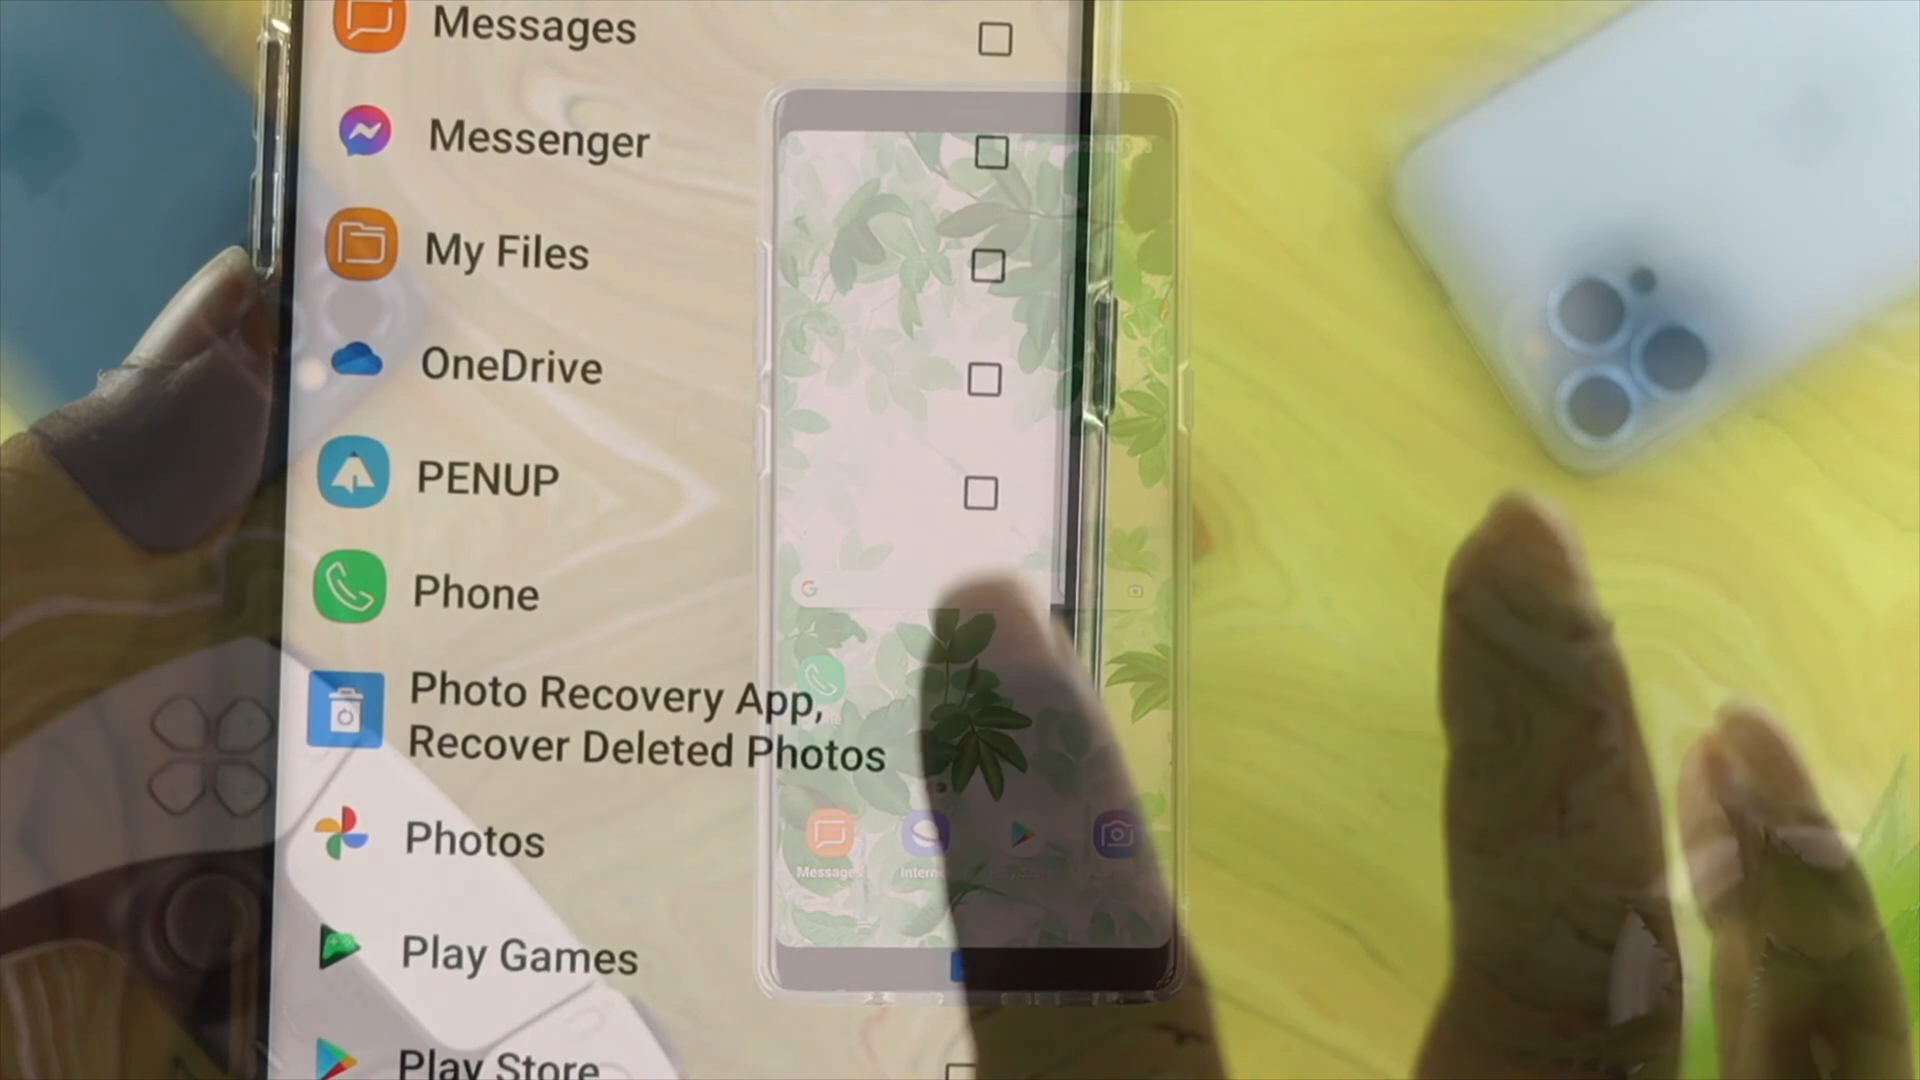 Messages
Messenger
My Files
OneDrive
PENUP
Phone
Photo Recovery App,
Recover Deleted Photos
Photos
Play Games
Play Store
Messages